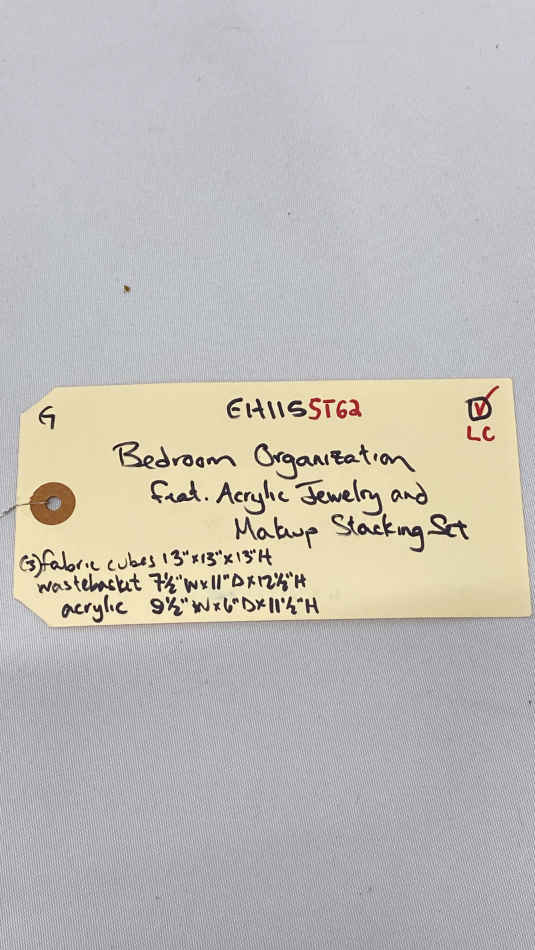 G
EH115ST62
LC
Bedroom Organization
feat. Acrylic Jewelry and
Makup Stacking Set
(3) fabric cubes 13"x13"x13"H
wastebasket 7½"Wx11"Dx12½"H
acrylic 9½"Wx6"Dx11½"H